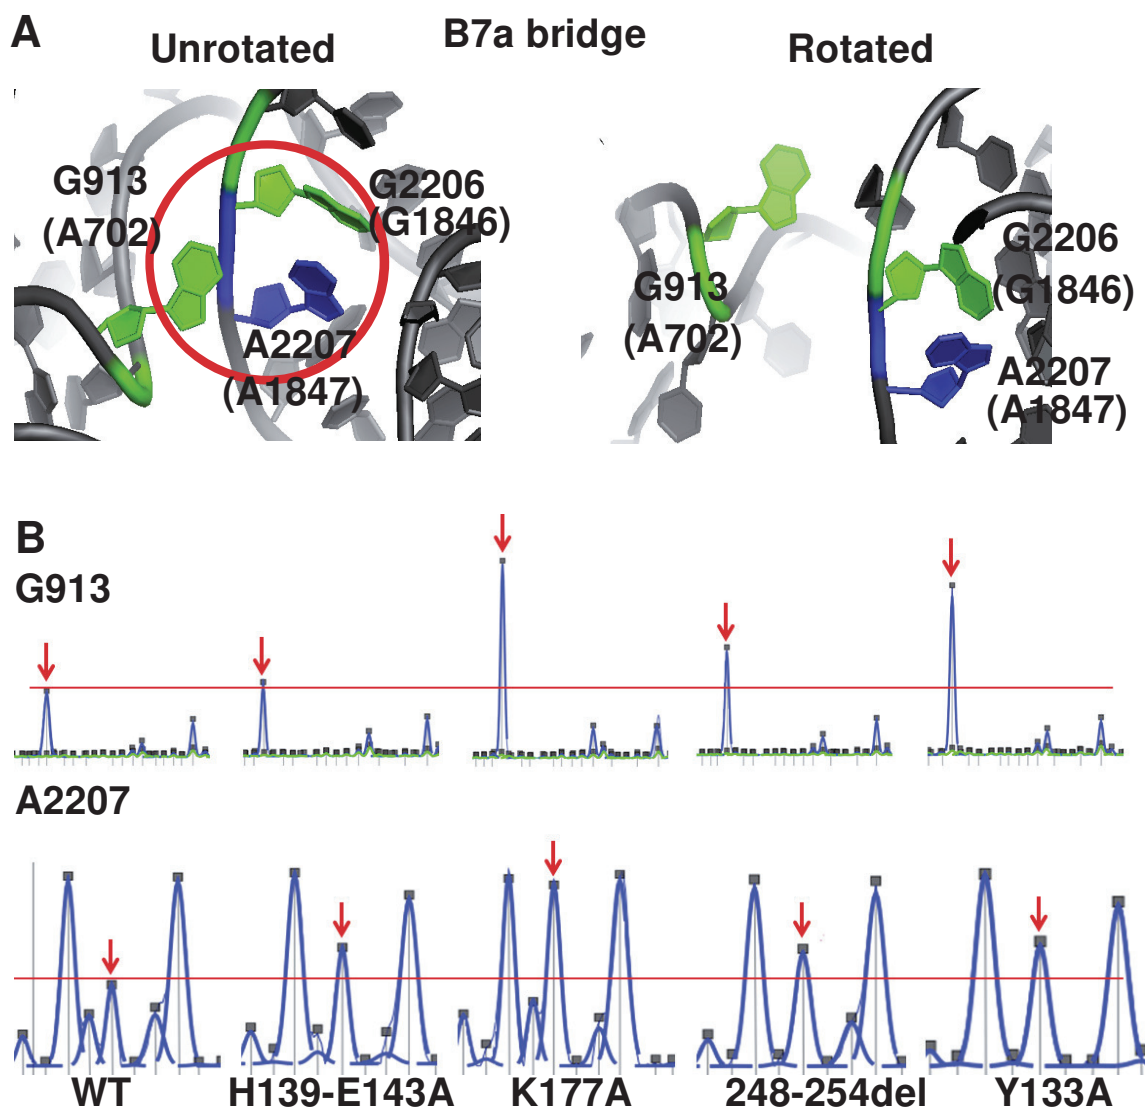 A
Unrotated
B7a bridge
Rotated
G913
(A702)
G2206
(G1846)
A2207
(A1847)
G913
(A702)
G2206
(G1846)
A2207
(A1847)
B
G913
A2207
WT
H139-E143A
K177A
248-254del
Y133A